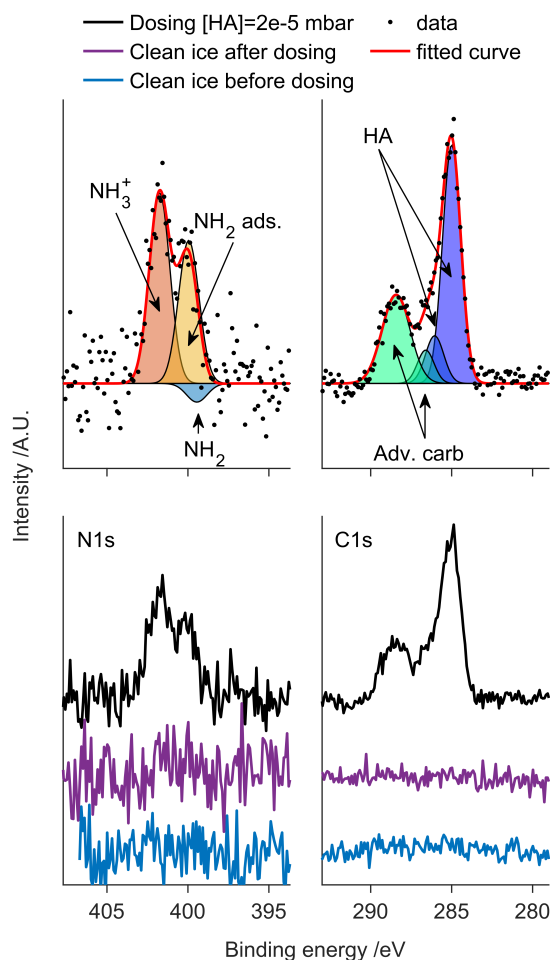 Dosing [HA]=2e-5 mbar
data
Clean ice after dosing
fitted curve
Clean ice before dosing
NH₃⁺
NH₂ ads.
NH₂
HA
Adv. carb
Intensity /A.U.
N1s
C1s
405 400 395
290 285 280
Binding energy /eV